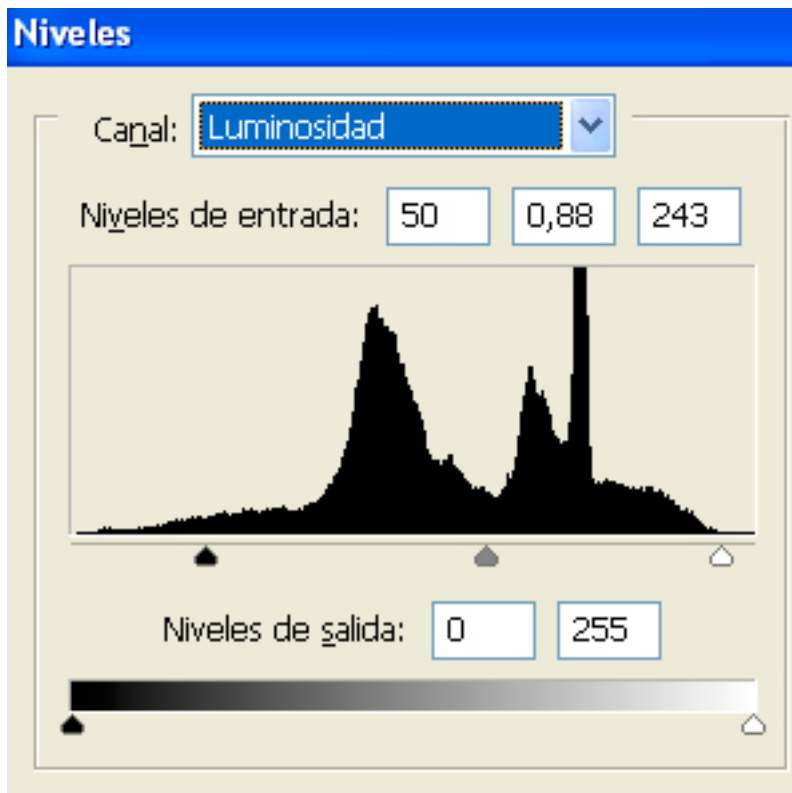 Niveles
Canal: Luminosidad
Niveles de entrada: 50 0,88 243
Niveles de salida: 0 255